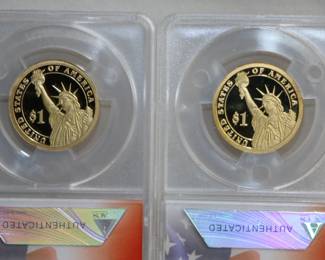 UNITED STATES OF AMERICA
$1
UNITED STATES OF AMERICA
$1
AUTHENTICATED
AUTHENTICATED